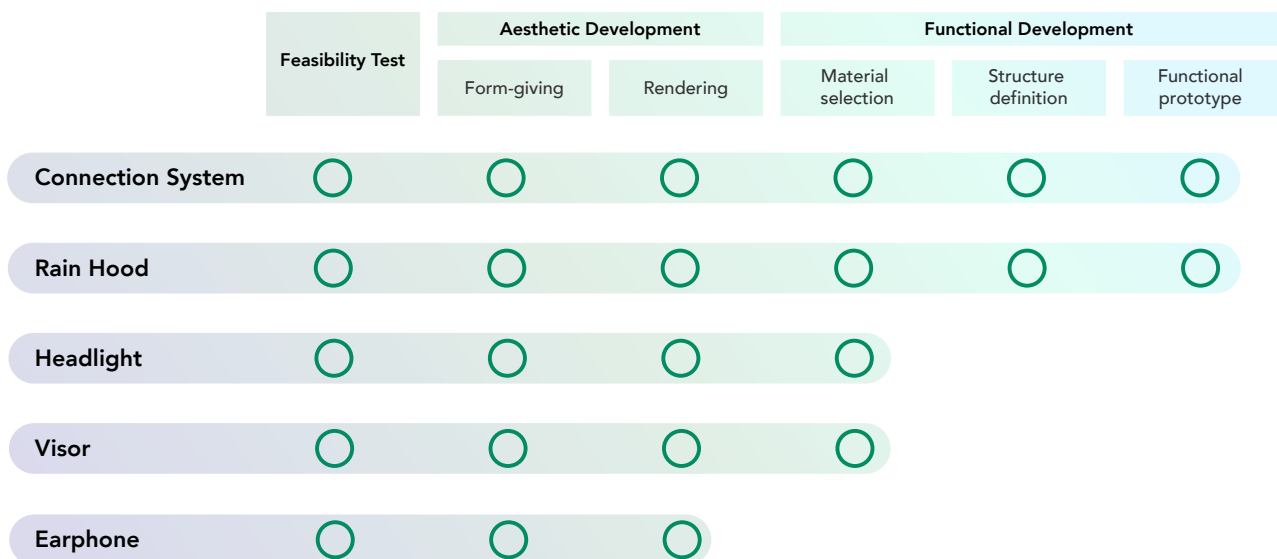 Aesthetic Development
Functional Development
Feasibility Test
Form-giving
Rendering
Material
selection
Structure
definition
Functional
prototype
Connection System
Rain Hood
Headlight
Visor
Earphone